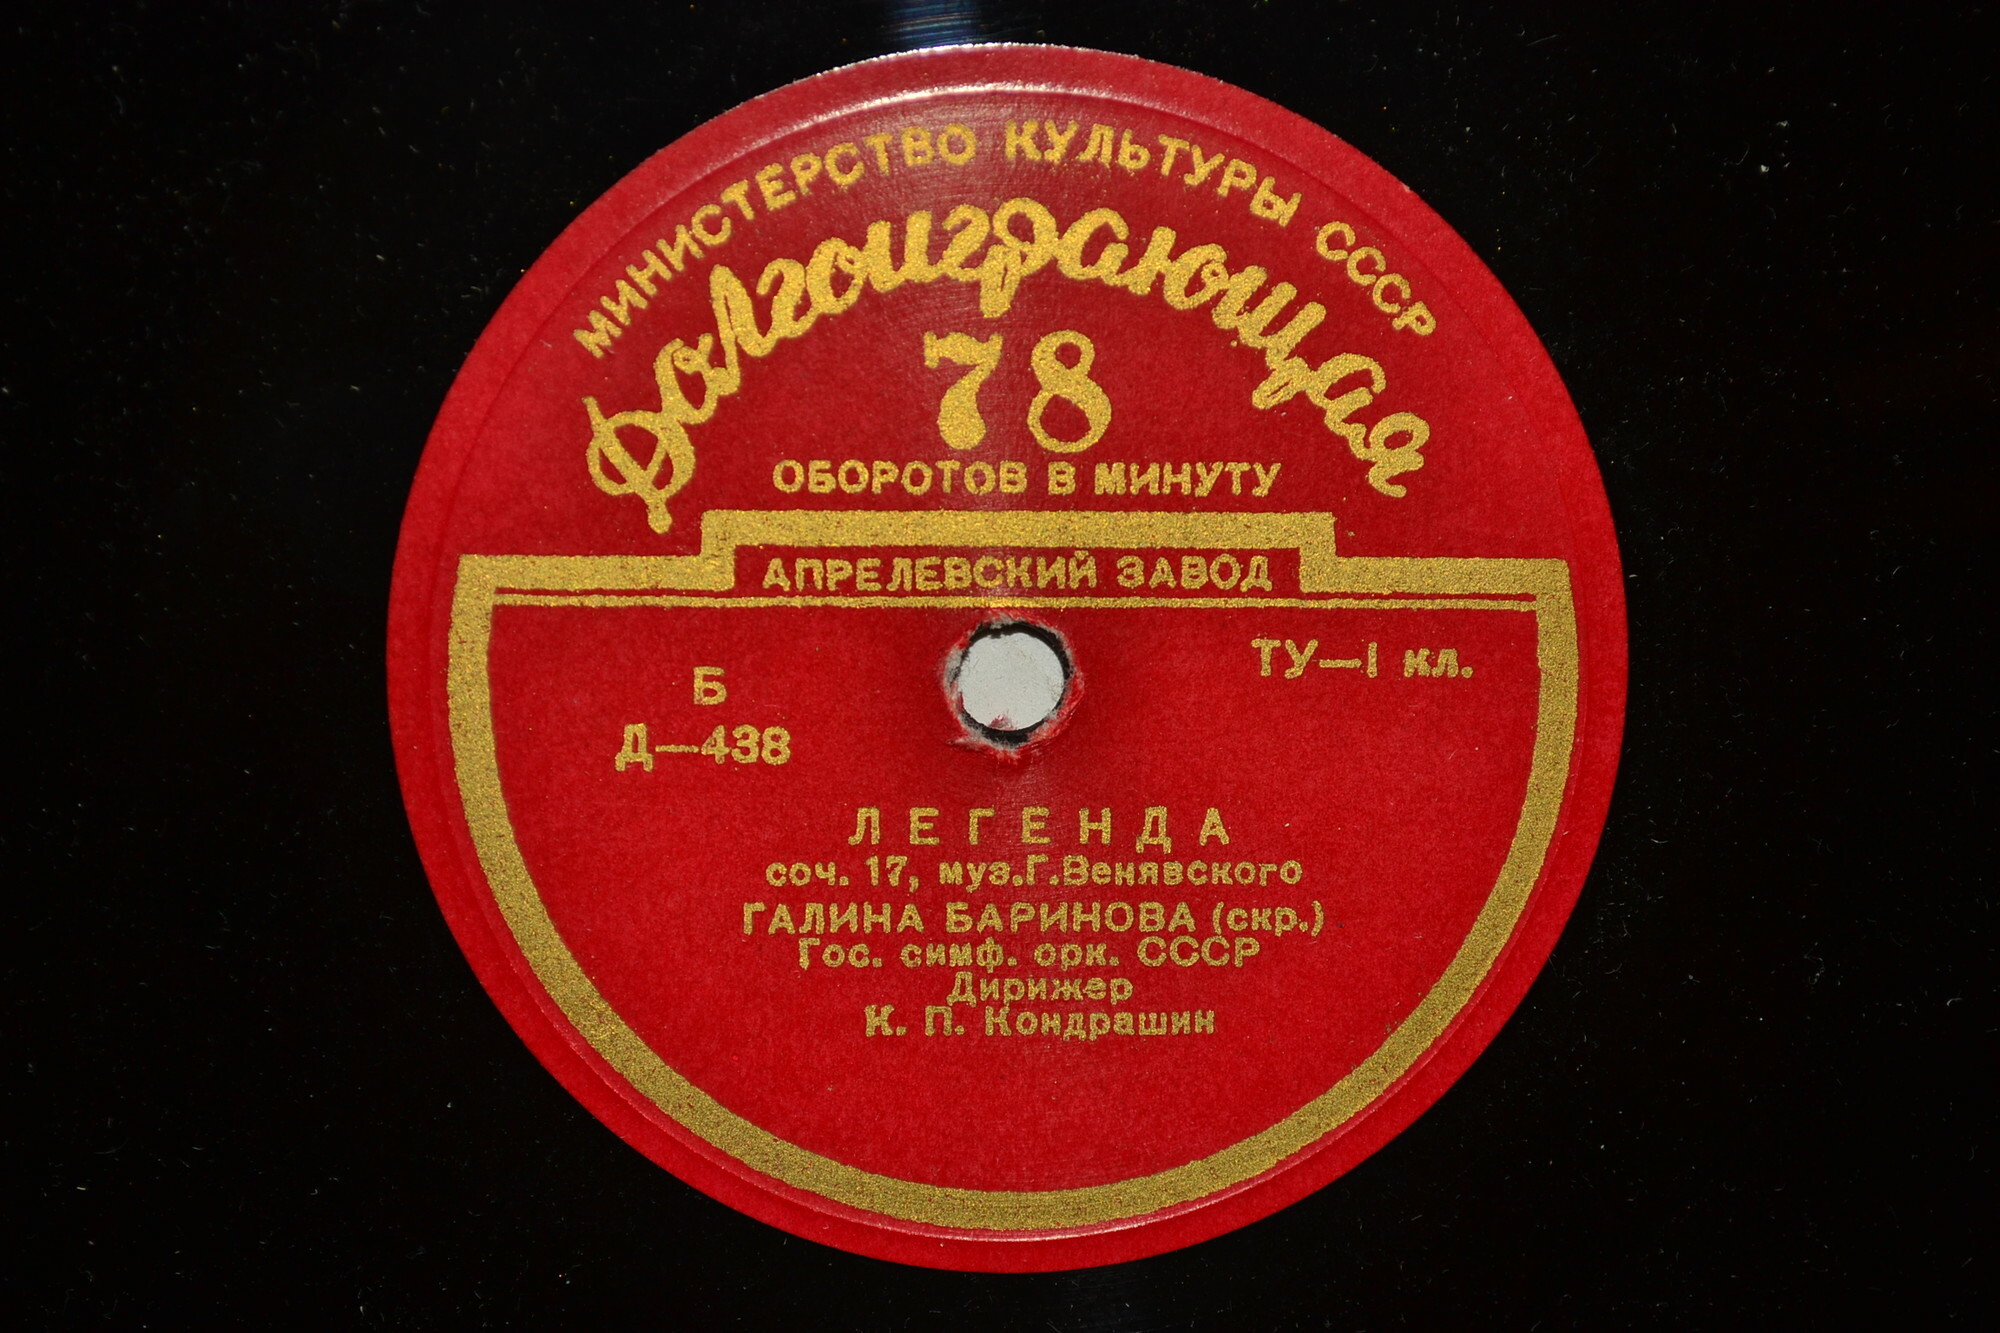 МИНИСТЕРСТВО КУЛЬТУРЫ СССР
Долгоиграющая
78
ОБОРОТОВ В МИНУТУ
АПРЕЛЕВСКИЙ ЗАВОД
ТУ—I кл.
Б
Д—438
ЛЕГЕНДА
соч. 17, муз.Г.Венявского
ГАЛИНА БАРИНОВА (скр.)
Гос. симф. орк. СССР
Дирижер
К. П. Кондрашин